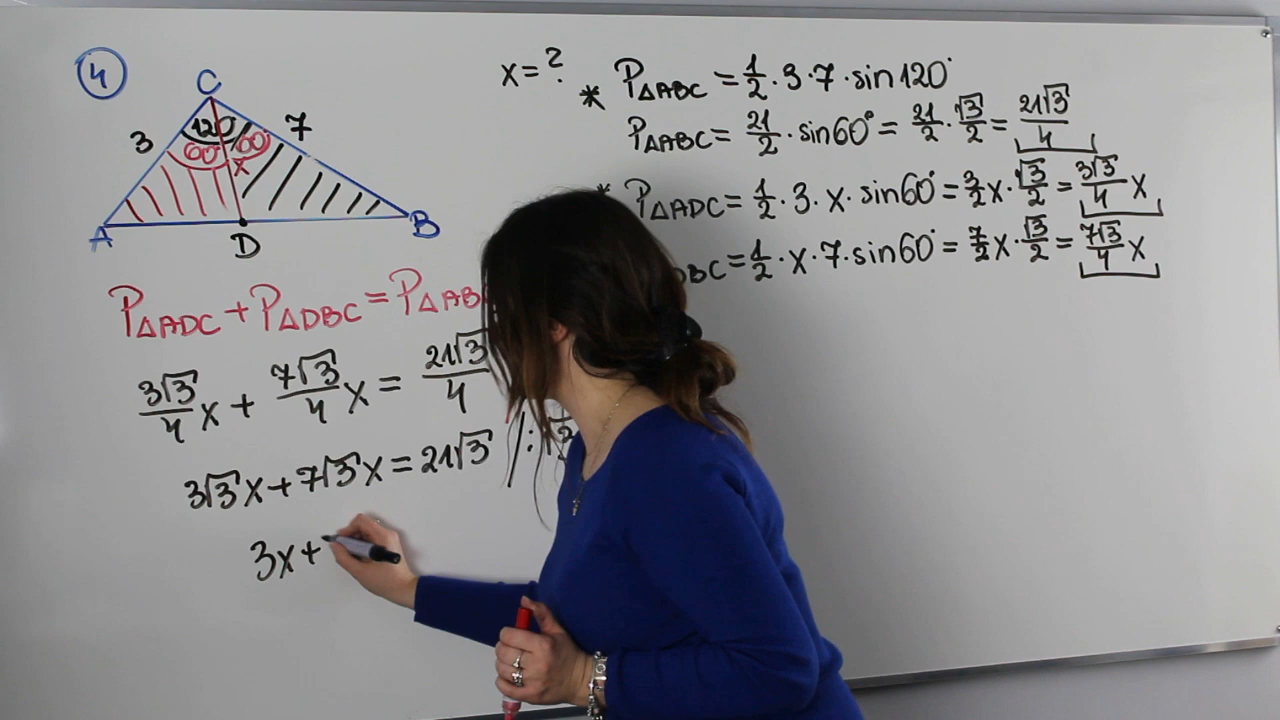 4
C
120°
3
7
60°
60°
x
A
D
B
x = ?
* P△ABC = 1/2 · 3 · 7 · sin120°
P△ABC = 21/2 · sin60° = 21/2 · √3/2 = 21√3/4
* P△ADC = 1/2 · 3 · x · sin60° = 3/2 x · √3/2 = 3√3/4 x
DBC = 1/2 · x · 7 · sin60° = 7/2 x · √3/2 = 7√3/4 x
P△ADC + P△DBC = P△AB
3√3/4 x + 7√3/4 x = 21√3/4
3√3 x + 7√3 x = 21√3 / : √3
3x +